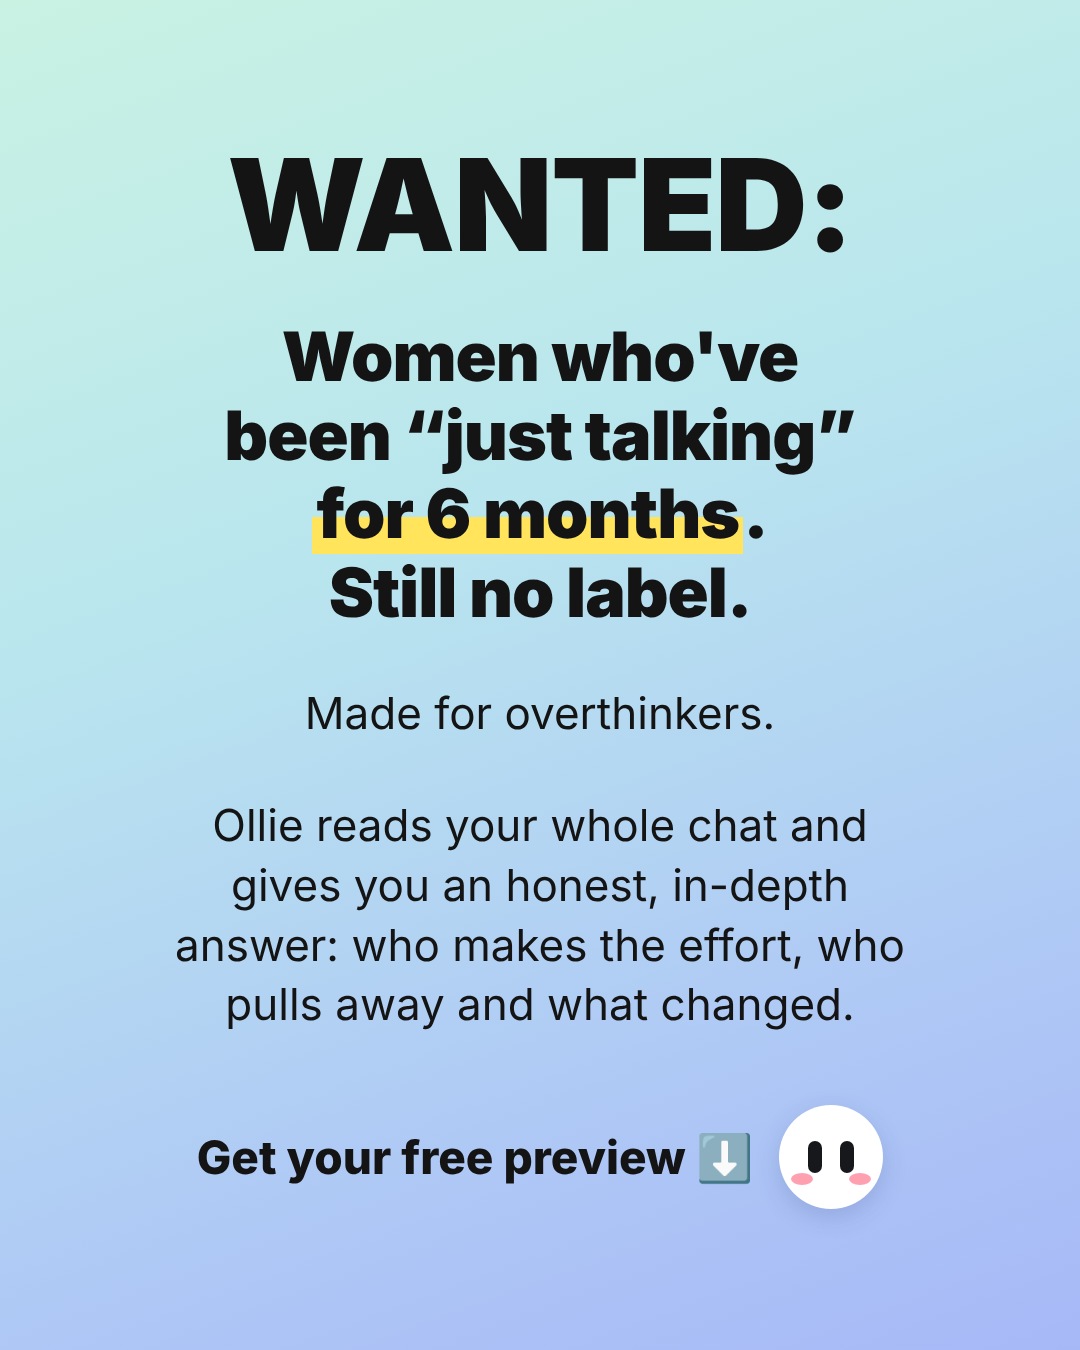 WANTED:
Women who've
been “just talking”
for 6 months.
Still no label.
Made for overthinkers.
Ollie reads your whole chat and
gives you an honest, in-depth
answer: who makes the effort, who
pulls away and what changed.
Get your free preview ⬇️